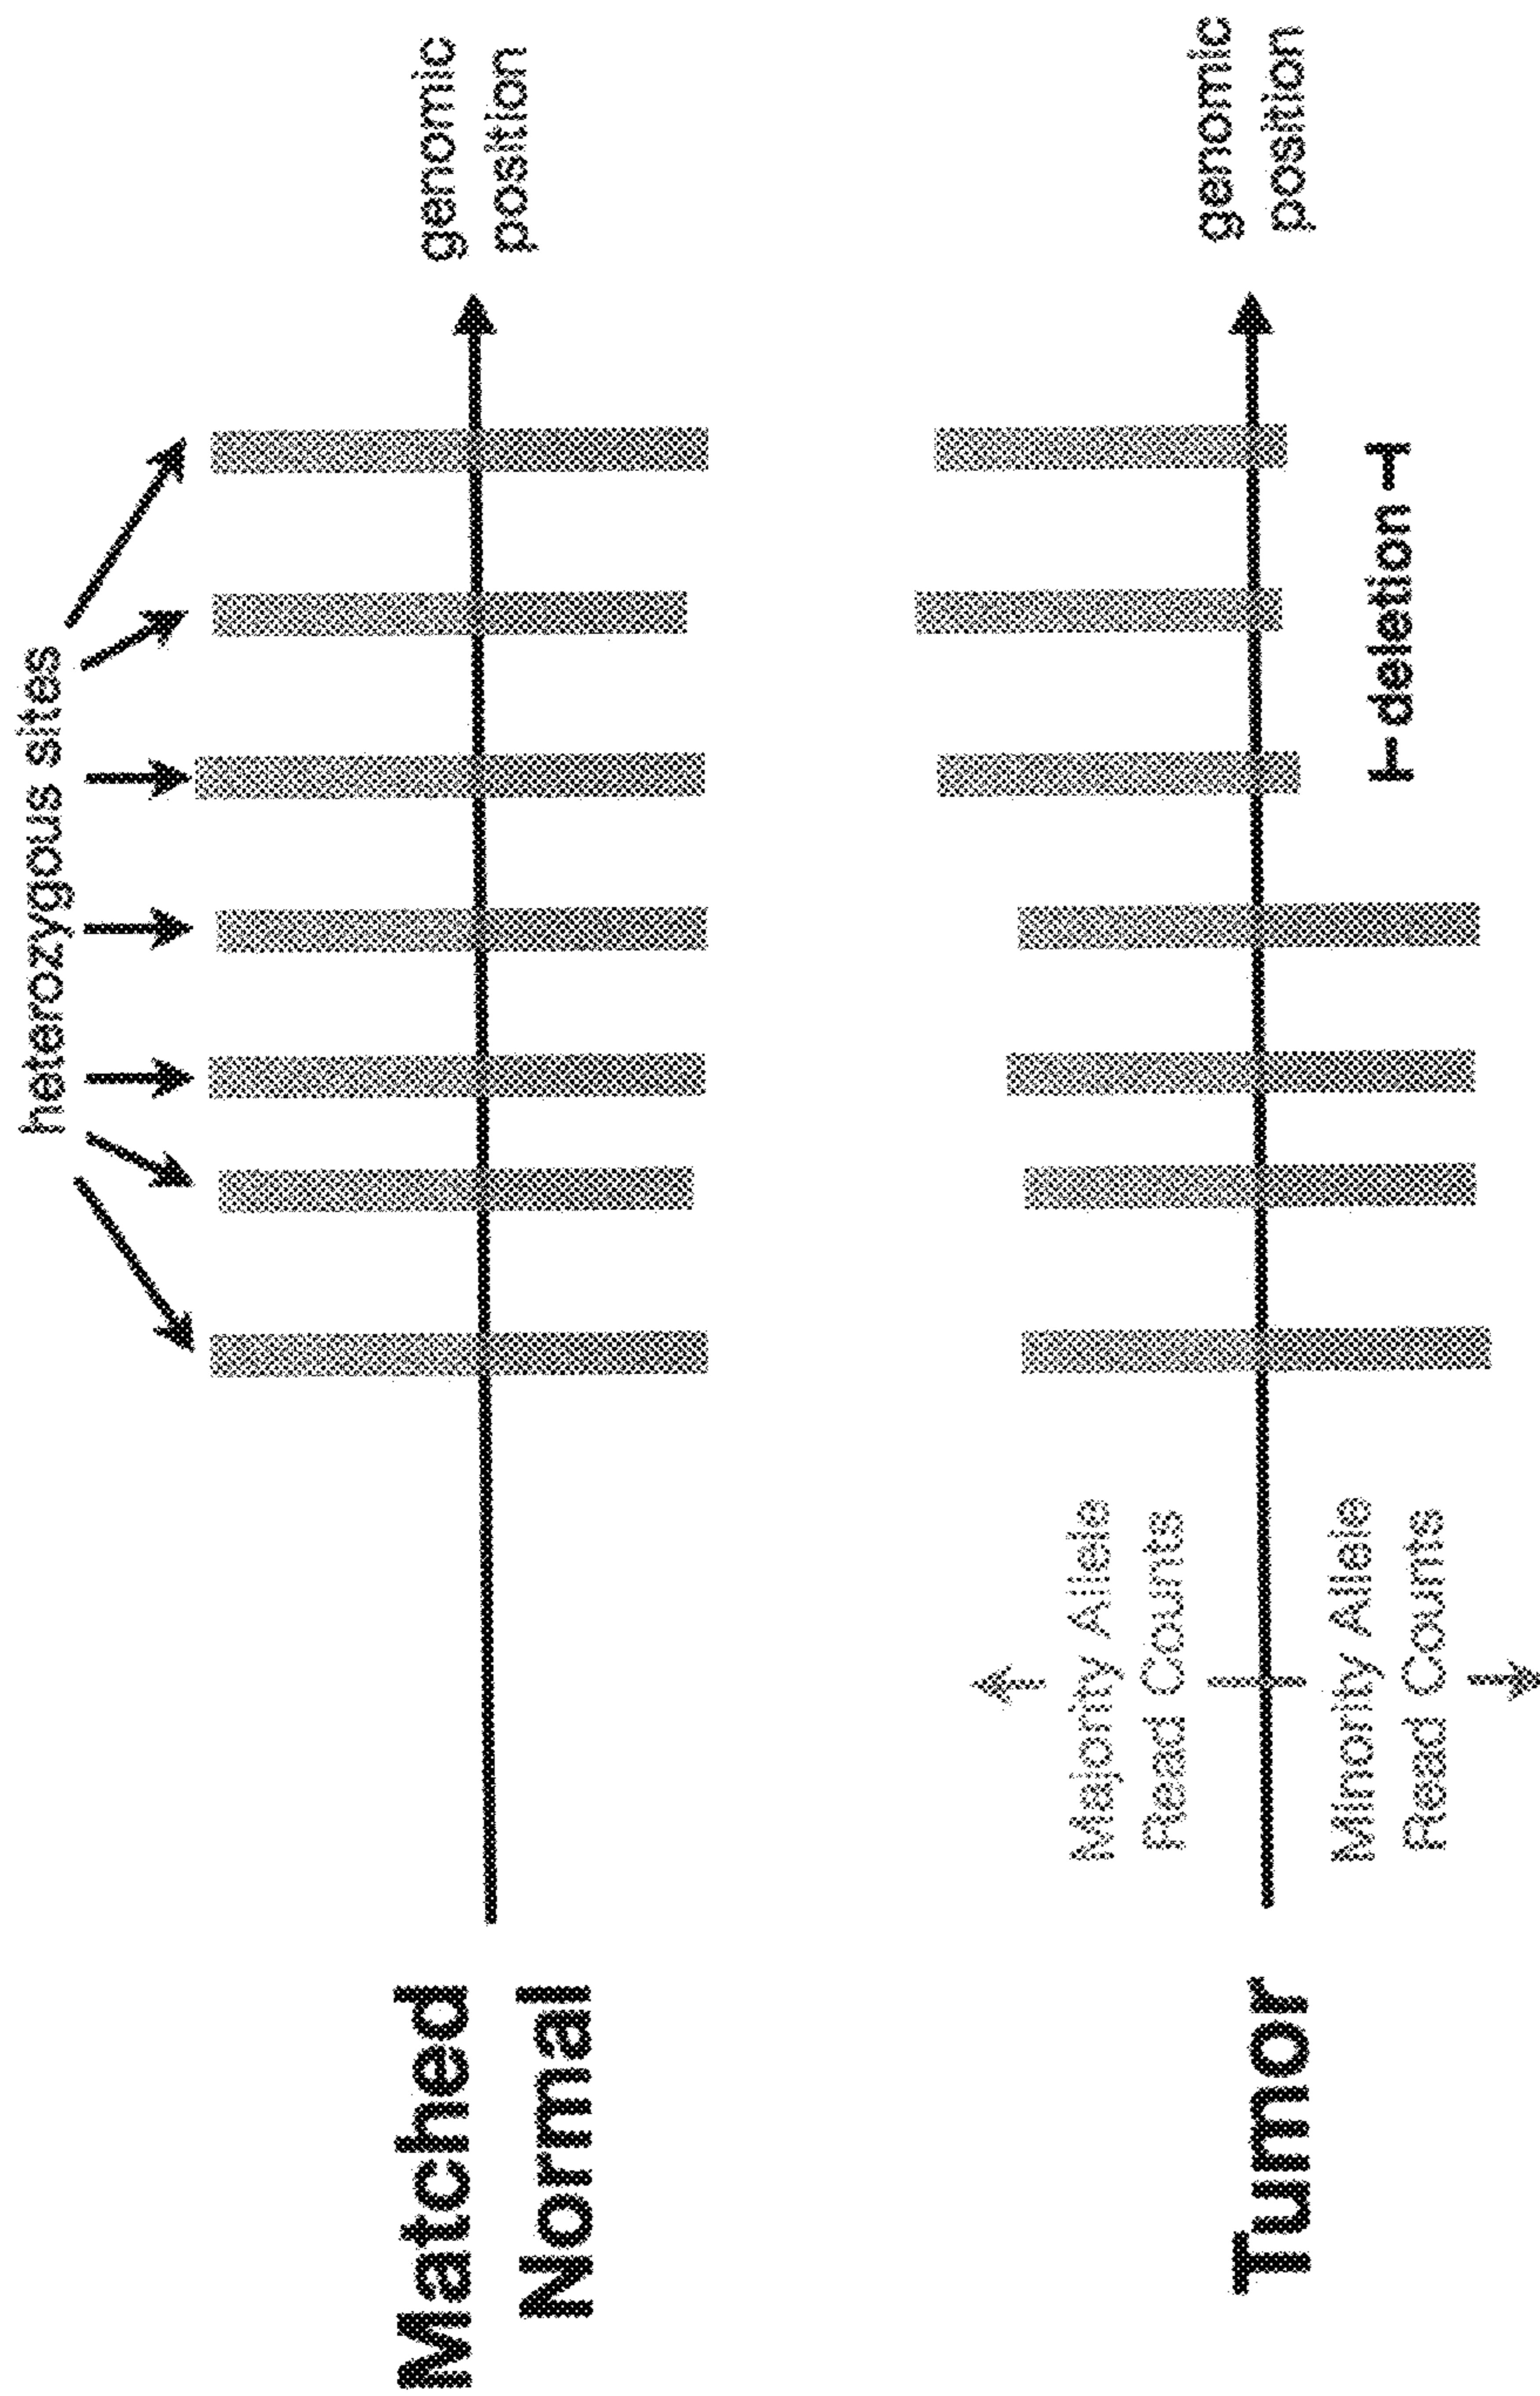 heterozygous sites
Matched
Normal
genomic
position
Majority Allele
Read Counts
Tumor
genomic
position
Minority Allele
Read Counts
deletion